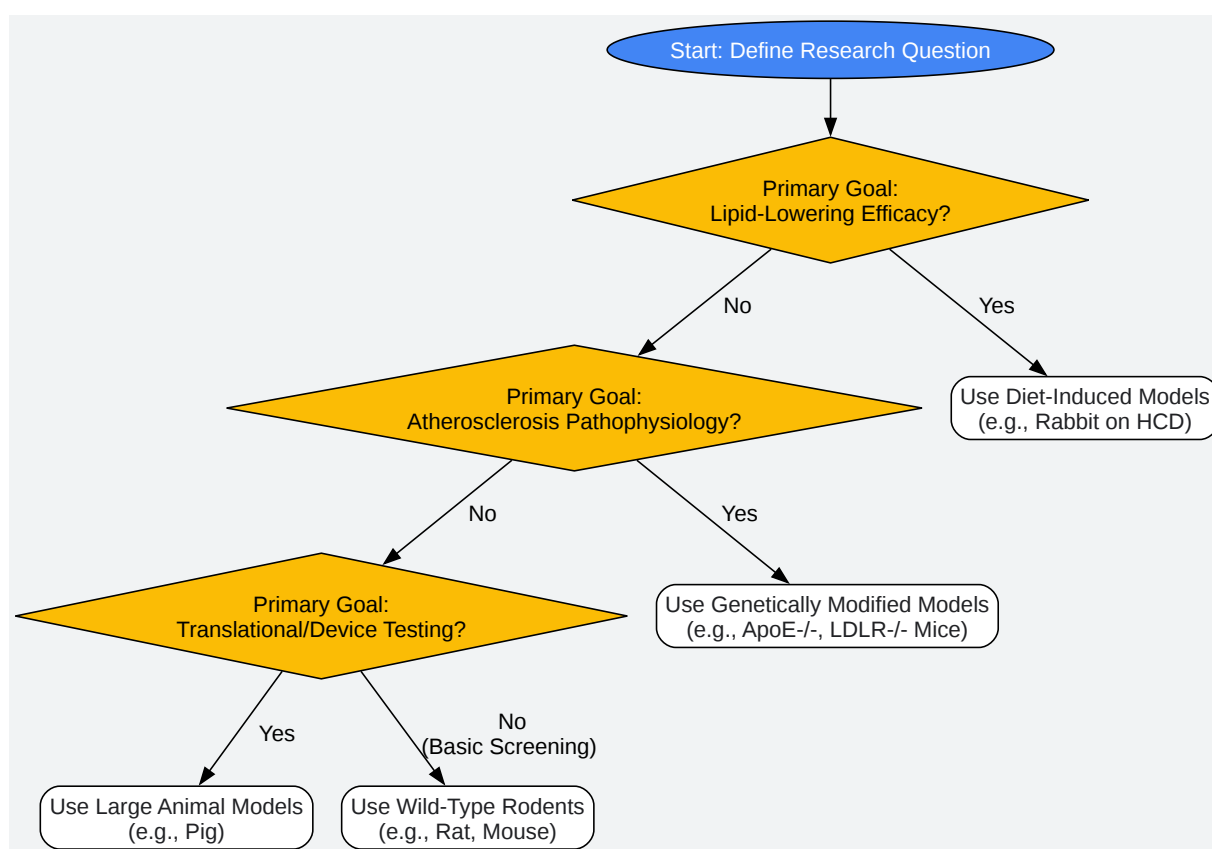 Start: Define Research Question
Primary Goal:
Lipid-Lowering Efficacy?
No
Yes
Primary Goal:
Atherosclerosis Pathophysiology?
Use Diet-Induced Models
(e.g., Rabbit on HCD)
No
Yes
Primary Goal:
Translational/Device Testing?
Use Genetically Modified Models
(e.g., ApoE-/-, LDLR-/- Mice)
Yes
No
(Basic Screening)
Use Large Animal Models
(e.g., Pig)
Use Wild-Type Rodents
(e.g., Rat, Mouse)